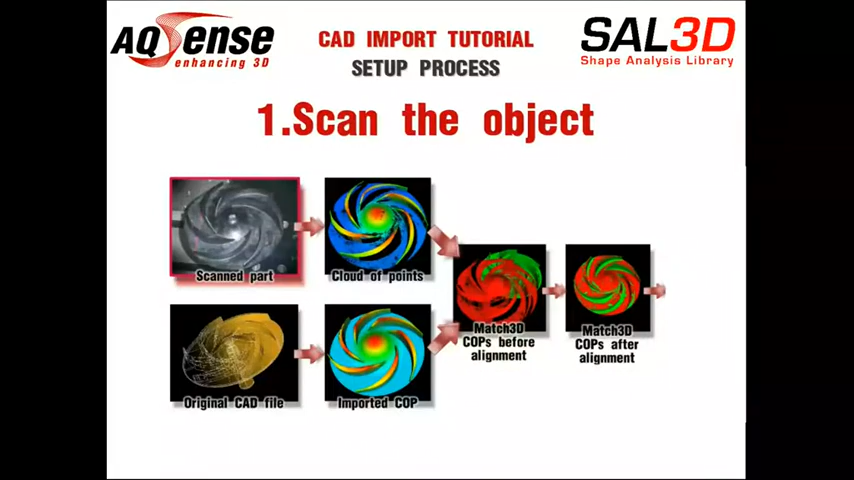 AQSense
enhancing 3D
CAD IMPORT TUTORIAL
SETUP PROCESS
SAL3D
Shape Analysis Library
1.Scan the object
Scanned part
Cloud of points
Original CAD file
Imported COP
Match3D
COPs before
alignment
Match3D
COPs after
alignment